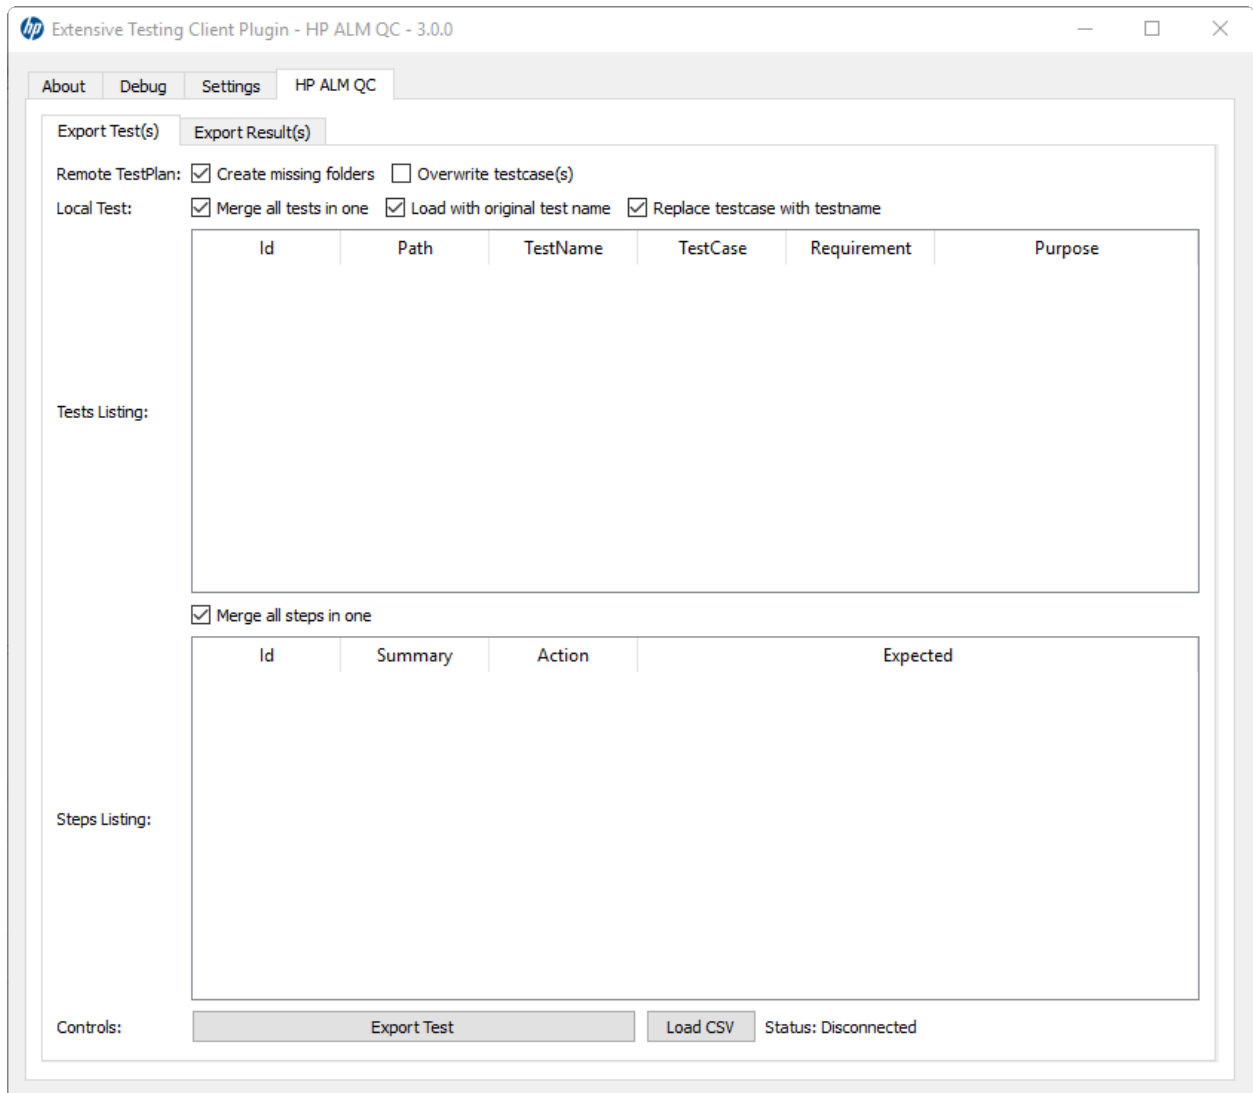 hp Extensive Testing Client Plugin - HP ALM QC - 3.0.0
About Debug Settings HP ALM QC
Export Test(s) Export Result(s)
Remote TestPlan: Create missing folders Overwrite testcase(s)
Local Test: Merge all tests in one Load with original test name Replace testcase with testname
Id Path TestName TestCase Requirement Purpose
Tests Listing:
Merge all steps in one
Id Summary Action Expected
Steps Listing:
Controls: Export Test Load CSV Status: Disconnected